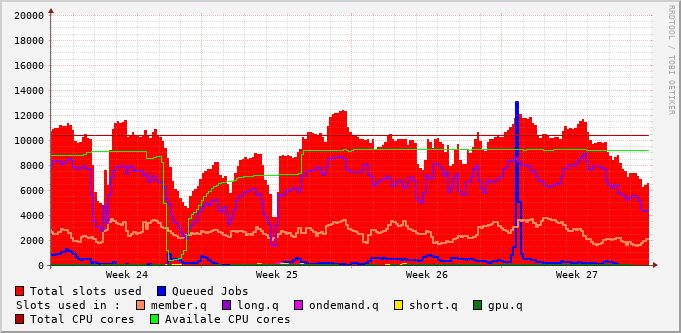 20000
18000
16000
14000
12000
10000
8000
6000
4000
2000
0
Week 24 Week 25 Week 26 Week 27
Total slots used Queued Jobs
Slots used in : member.q long.q ondemand.q short.q gpu.q
Total CPU cores Availale CPU cores
RRDTOOL / TOBI OETIKER